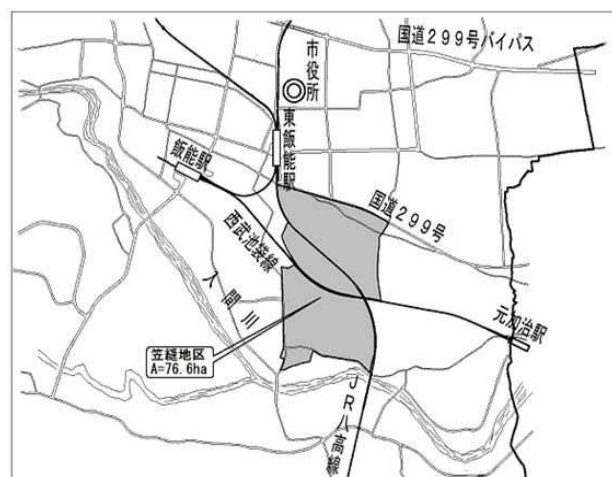 国道299号バイパス
市役所
東飯能駅
飯能駅
国道299号
西武池袋線
入間川
元加治駅
笠縫地区
A=76.6ha
JR八高線